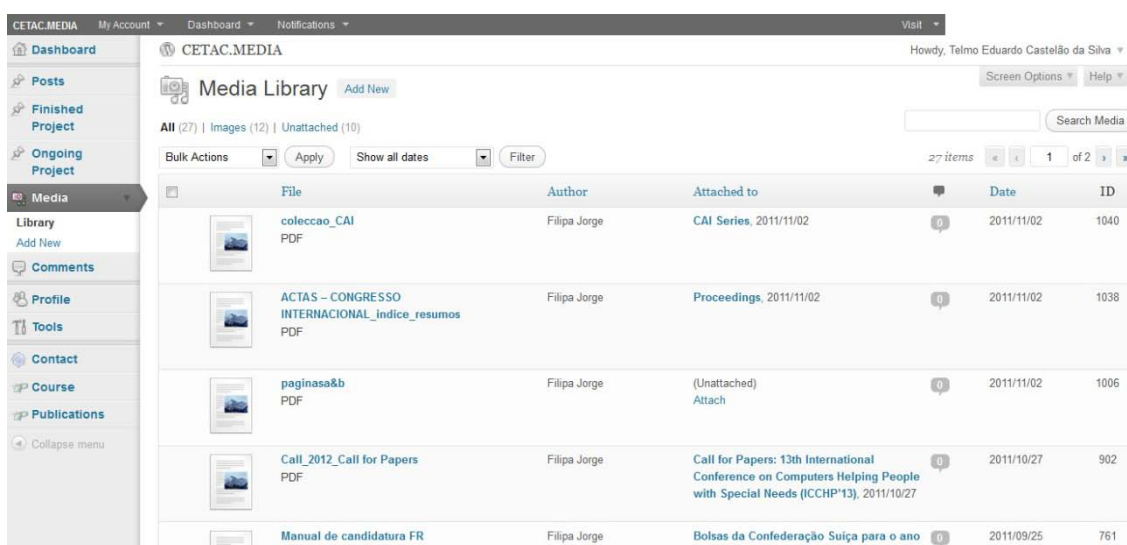 CETAC.MEDIA My Account Dashboard Notifications Visit
Dashboard
CETAC.MEDIA
Howdy, Telmo Eduardo Castelão da Silva
Posts
Finished
Project
Ongoing
Project
Media
Library
Add New
Comments
Profile
Tools
Contact
Course
Publications
Collapse menu
Screen Options Help
Media Library Add New
Search Media
All (27) | Images (12) | Unattached (10)
Bulk Actions Apply Show all dates Filter
27 items « ‹ 1 of 2 ›
File Author Attached to Date ID
coleccao_CAI
PDF
Filipa Jorge
CAI Series, 2011/11/02
0
2011/11/02
1040
ACTAS – CONGRESSO
INTERNACIONAL_indice_resumos
PDF
Filipa Jorge
Proceedings, 2011/11/02
0
2011/11/02
1038
paginasa&b
PDF
Filipa Jorge
(Unattached)
Attach
0
2011/11/02
1006
Call_2012_Call for Papers
PDF
Filipa Jorge
Call for Papers: 13th International
Conference on Computers Helping People
with Special Needs (ICCHP'13), 2011/10/27
0
2011/10/27
902
Manual de candidatura FR
Filipa Jorge
Bolsas da Confederação Suiça para o ano
0
2011/09/25
761